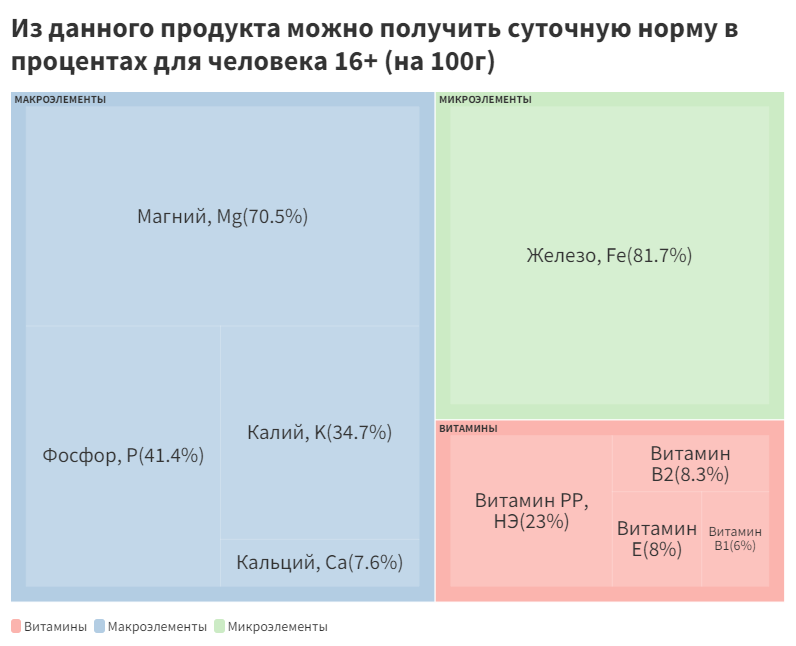 Из данного продукта можно получить суточную норму в
процентах для человека 16+ (на 100г)
МАКРОЭЛЕМЕНТЫ
Магний, Mg(70.5%)
Фосфор, P(41.4%)
Калий, K(34.7%)
Кальций, Ca(7.6%)
МИКРОЭЛЕМЕНТЫ
Железо, Fe(81.7%)
ВИТАМИНЫ
Витамин PP,
НЭ(23%)
Витамин
B2(8.3%)
Витамин
E(8%)
Витамин
B1(6%)
Витамины
Макроэлементы
Микроэлементы